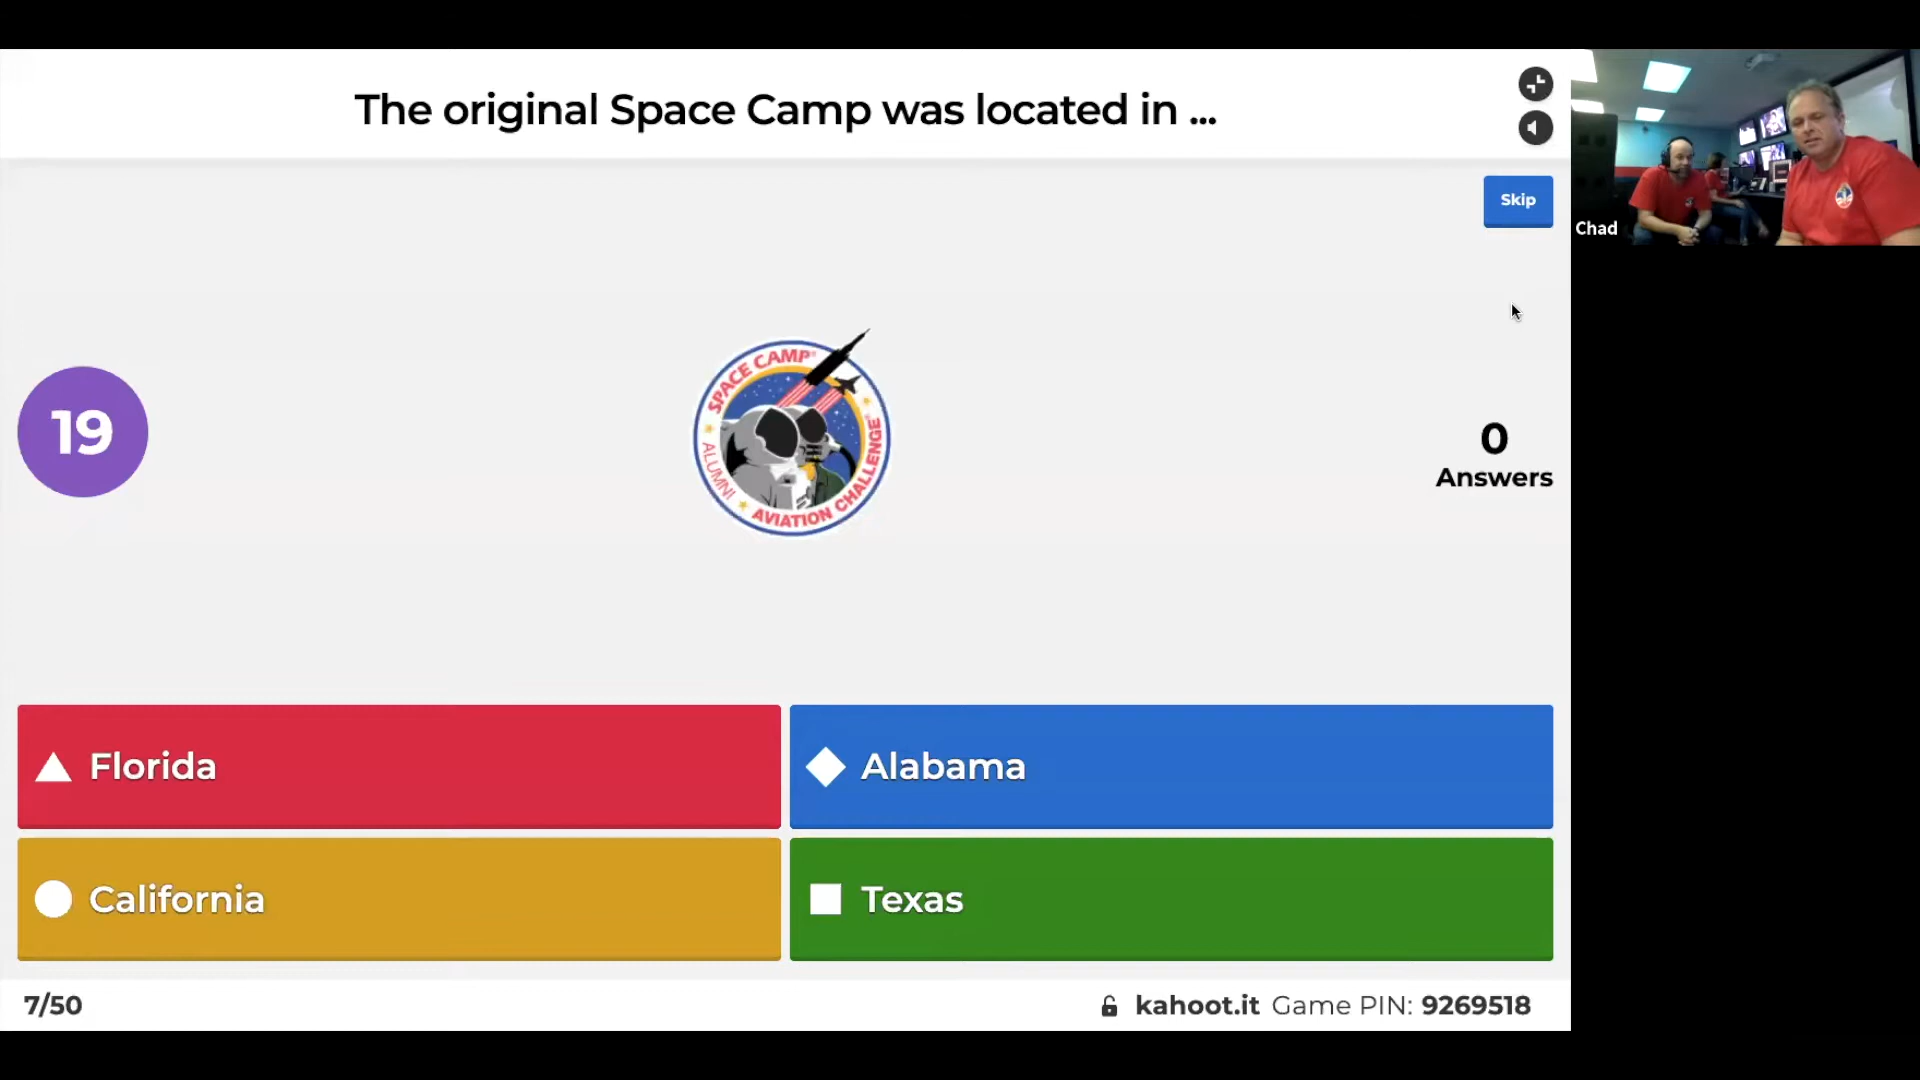 The original Space Camp was located in ...
Skip
Chad
19
SPACE CAMP®
ALUMNI
AVIATION CHALLENGE
0
Answers
Florida
Alabama
California
Texas
7/50
kahoot.it Game PIN: 9269518